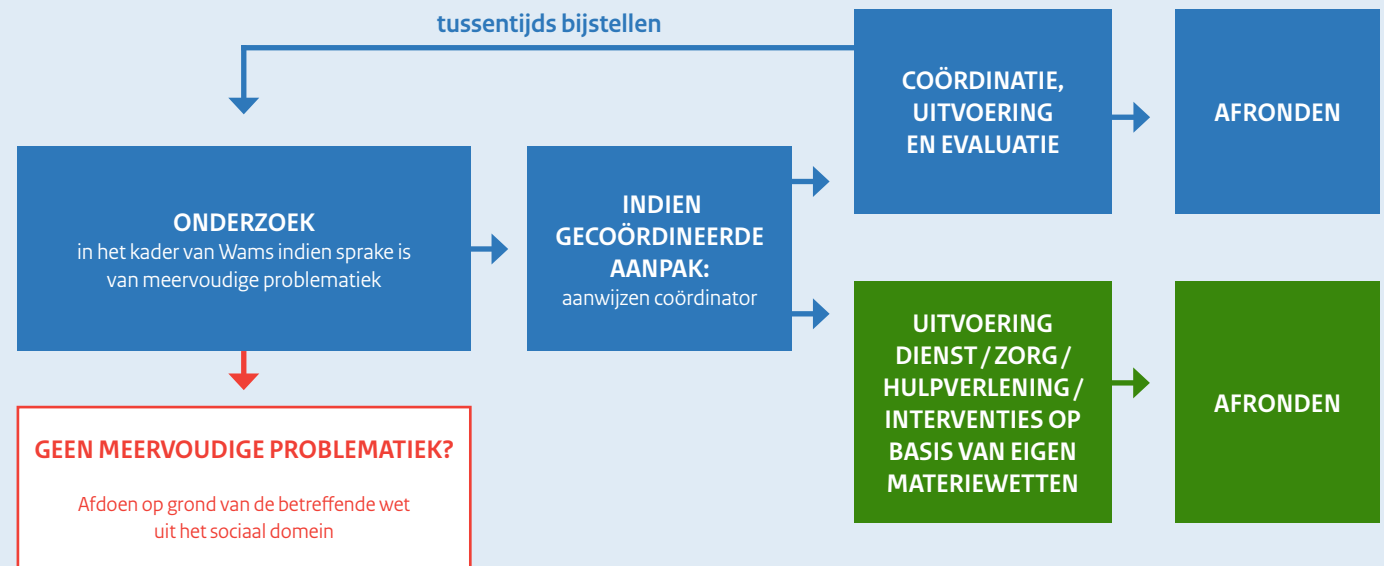 tussentijds bijstellen
ONDERZOEK
in het kader van Wams indien sprake is
van meervoudige problematiek
GEEN MEERVOUDIGE PROBLEMATIEK?
Afdoen op grond van de betreffende wet
uit het sociaal domein
INDIEN
GECOÖRDINEERDE
AANPAK:
aanwijzen coördinator
COÖRDINATIE,
UITVOERING
EN EVALUATIE
AFRONDEN
UITVOERING
DIENST / ZORG /
HULPVERLENING /
INTERVENTIES OP
BASIS VAN EIGEN
MATERIEWETTEN
AFRONDEN